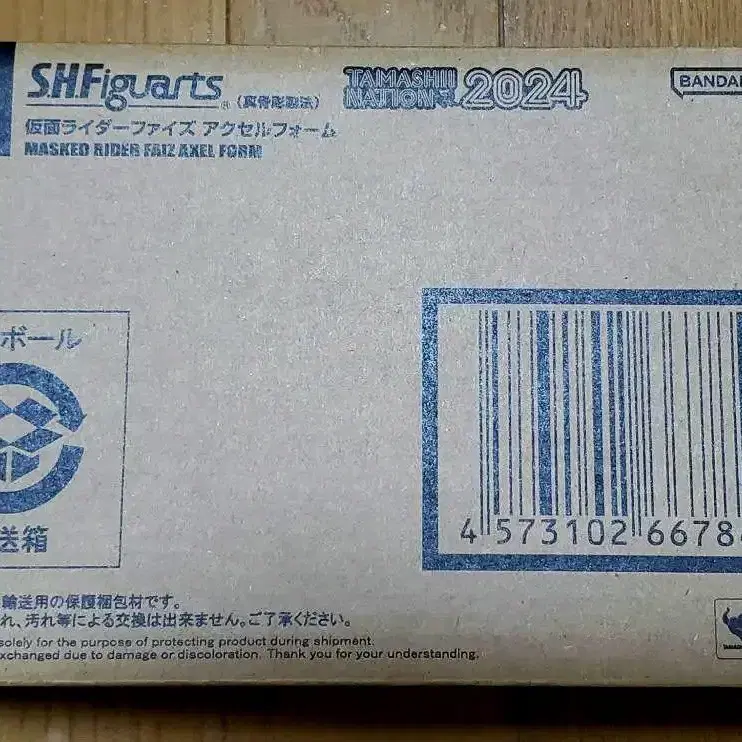 S.H.Figuarts® (真骨彫製法)
TAMASHII
NATION 2024
BANDAI
仮面ライダーファイズ アクセルフォーム
MASKED RIDER FAIZ AXEL FORM
ボール
送箱
4 573102 6678
輸送用の保護梱包材です。
れ、汚れ等による交換は出来ません。ご了承ください。
solely for the purpose of protecting product during shipment.
exchanged due to damage or discoloration. Thank you for your understanding.